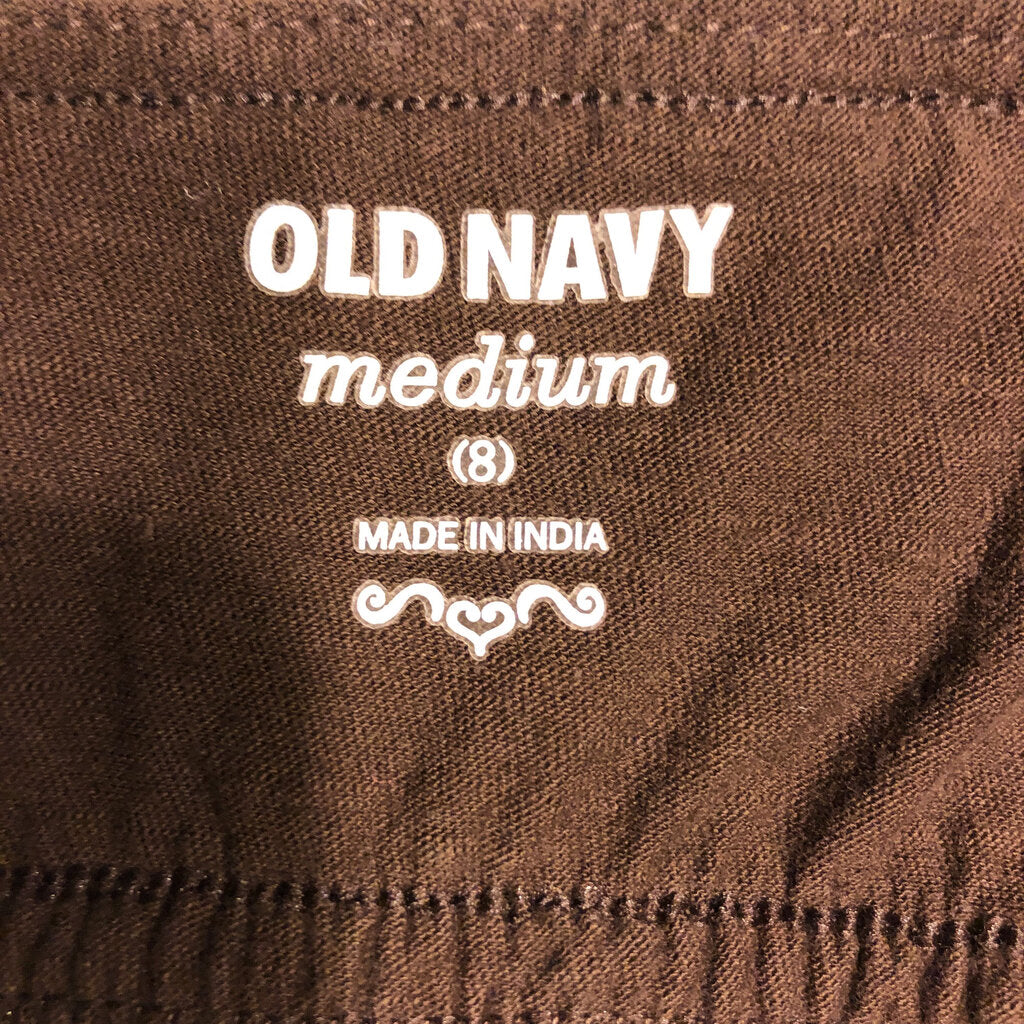 OLD NAVY
medium
(8)
MADE IN INDIA